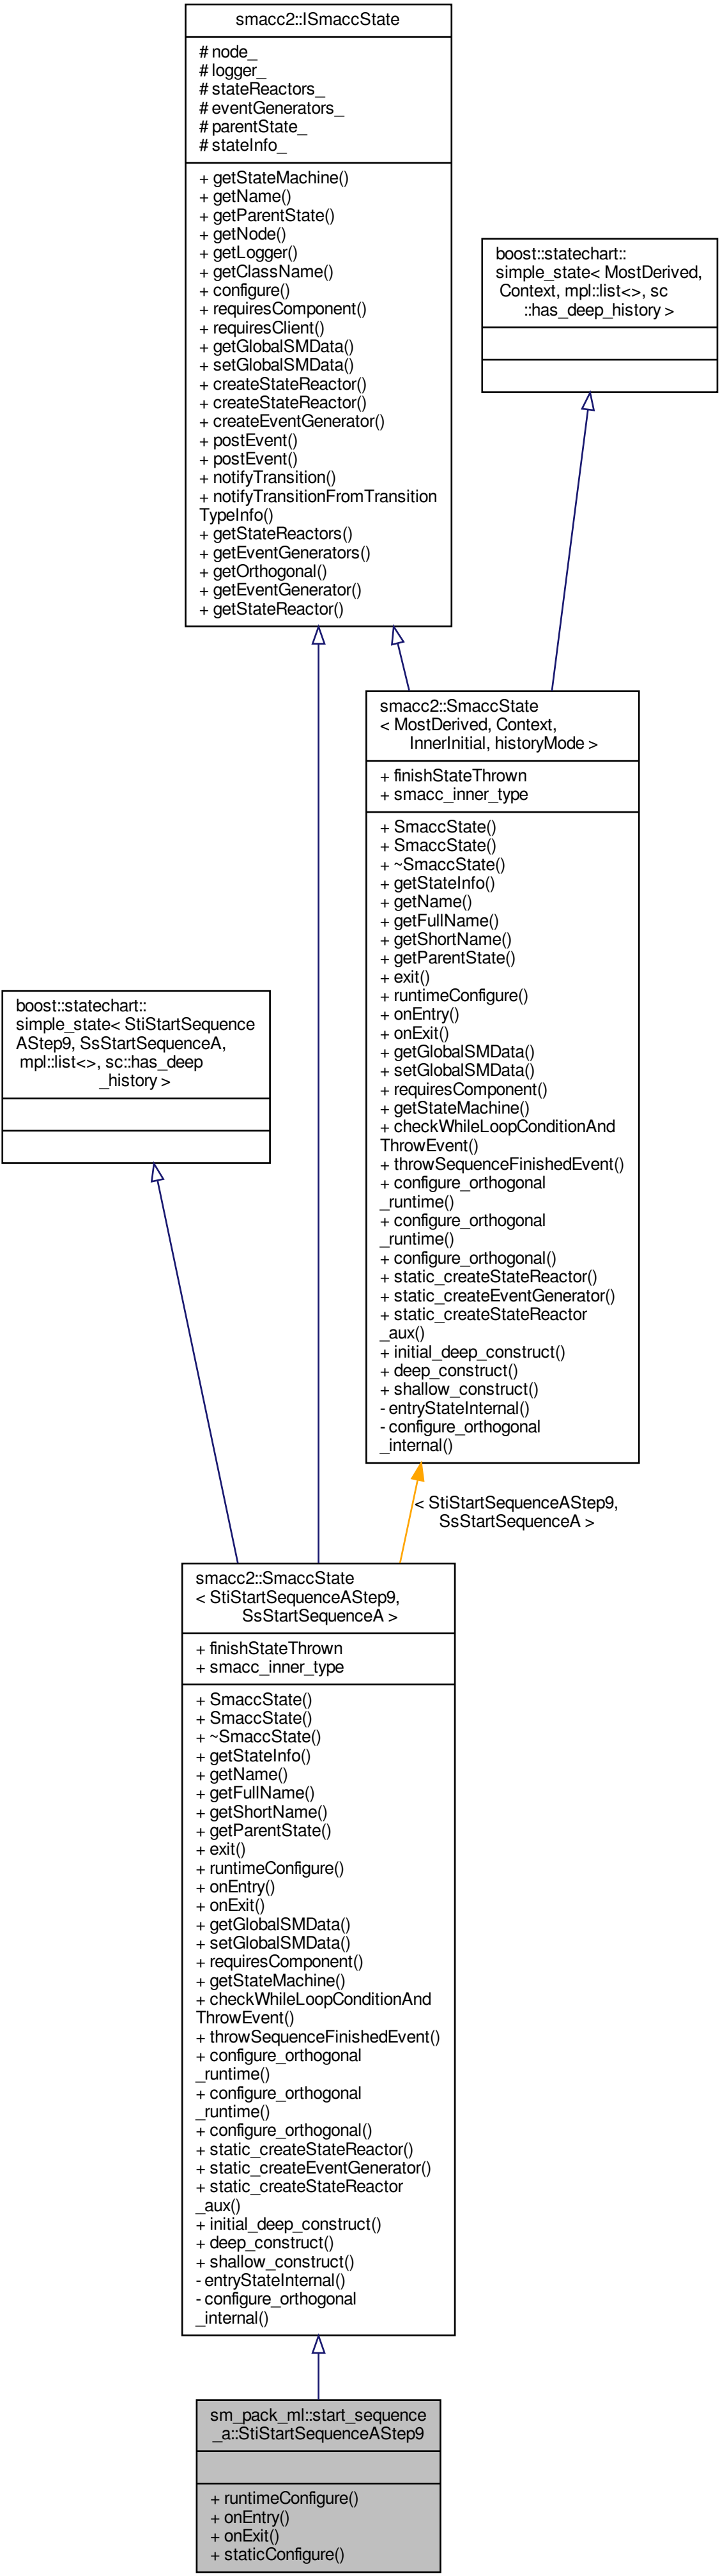 smacc2::ISmaccState
# node_
# logger_
# stateReactors_
# eventGenerators_
# parentState_
# stateInfo_
+ getStateMachine()
+ getName()
+ getParentState()
+ getNode()
+ getLogger()
+ getClassName()
+ configure()
+ requiresComponent()
+ requiresClient()
+ getGlobalSMData()
+ setGlobalSMData()
+ createStateReactor()
+ createStateReactor()
+ createEventGenerator()
+ postEvent()
+ postEvent()
+ notifyTransition()
+ notifyTransitionFromTransition
TypeInfo()
+ getStateReactors()
+ getEventGenerators()
+ getOrthogonal()
+ getEventGenerator()
+ getStateReactor()
boost::statechart::
simple_state< MostDerived,
Context, mpl::list<>, sc
::has_deep_history >
smacc2::SmaccState
< MostDerived, Context,
InnerInitial, historyMode >
+ finishStateThrown
+ smacc_inner_type
+ SmaccState()
+ SmaccState()
+ ~SmaccState()
+ getStateInfo()
+ getName()
+ getFullName()
+ getShortName()
+ getParentState()
+ exit()
+ runtimeConfigure()
+ onEntry()
+ onExit()
+ getGlobalSMData()
+ setGlobalSMData()
+ requiresComponent()
+ getStateMachine()
+ checkWhileLoopConditionAnd
ThrowEvent()
+ throwSequenceFinishedEvent()
+ configure_orthogonal
_runtime()
+ configure_orthogonal
_runtime()
+ configure_orthogonal()
+ static_createStateReactor()
+ static_createEventGenerator()
+ static_createStateReactor
_aux()
+ initial_deep_construct()
+ deep_construct()
+ shallow_construct()
- entryStateInternal()
- configure_orthogonal
_internal()
boost::statechart::
simple_state< StiStartSequence
AStep9, SsStartSequenceA,
mpl::list<>, sc::has_deep
_history >
< StiStartSequenceAStep9,
SsStartSequenceA >
smacc2::SmaccState
< StiStartSequenceAStep9,
SsStartSequenceA >
+ finishStateThrown
+ smacc_inner_type
+ SmaccState()
+ SmaccState()
+ ~SmaccState()
+ getStateInfo()
+ getName()
+ getFullName()
+ getShortName()
+ getParentState()
+ exit()
+ runtimeConfigure()
+ onEntry()
+ onExit()
+ getGlobalSMData()
+ setGlobalSMData()
+ requiresComponent()
+ getStateMachine()
+ checkWhileLoopConditionAnd
ThrowEvent()
+ throwSequenceFinishedEvent()
+ configure_orthogonal
_runtime()
+ configure_orthogonal
_runtime()
+ configure_orthogonal()
+ static_createStateReactor()
+ static_createEventGenerator()
+ static_createStateReactor
_aux()
+ initial_deep_construct()
+ deep_construct()
+ shallow_construct()
- entryStateInternal()
- configure_orthogonal
_internal()
sm_pack_ml::start_sequence
_a::StiStartSequenceAStep9
+ runtimeConfigure()
+ onEntry()
+ onExit()
+ staticConfigure()